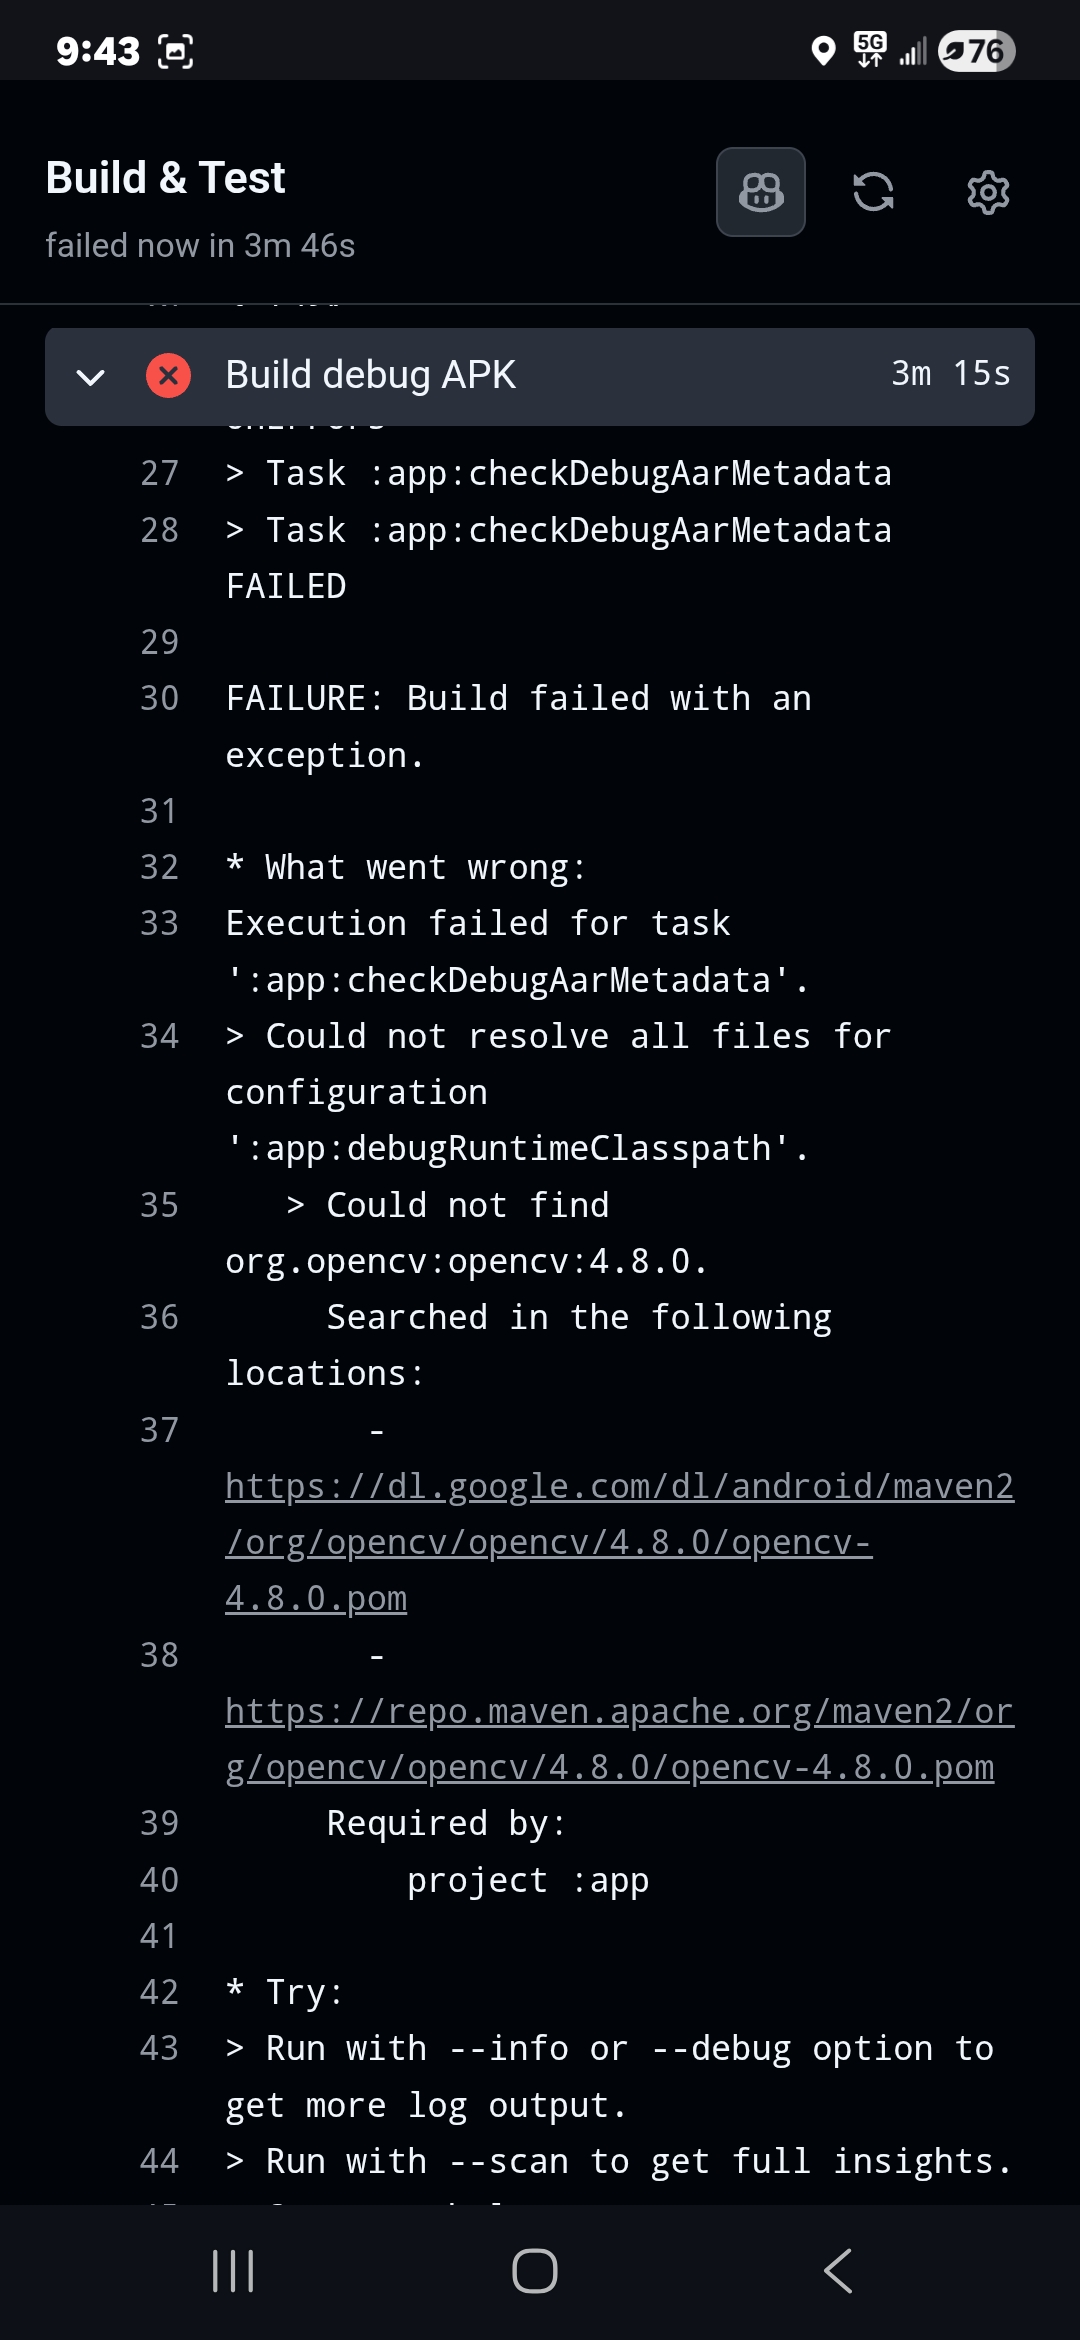 9:43
5G
76
Build & Test
failed now in 3m 46s
Build debug APK 3m 15s
27 > Task :app:checkDebugAarMetadata
28 > Task :app:checkDebugAarMetadata
FAILED
29
30 FAILURE: Build failed with an
exception.
31
32 * What went wrong:
33 Execution failed for task
':app:checkDebugAarMetadata'.
34 > Could not resolve all files for
configuration
':app:debugRuntimeClasspath'.
35 > Could not find
org.opencv:opencv:4.8.0.
36 Searched in the following
locations:
37 -
https://dl.google.com/dl/android/maven2
/org/opencv/opencv/4.8.0/opencv-
4.8.0.pom
38 -
https://repo.maven.apache.org/maven2/or
g/opencv/opencv/4.8.0/opencv-4.8.0.pom
39 Required by:
40 project :app
41
42 * Try:
43 > Run with --info or --debug option to
get more log output.
44 > Run with --scan to get full insights.